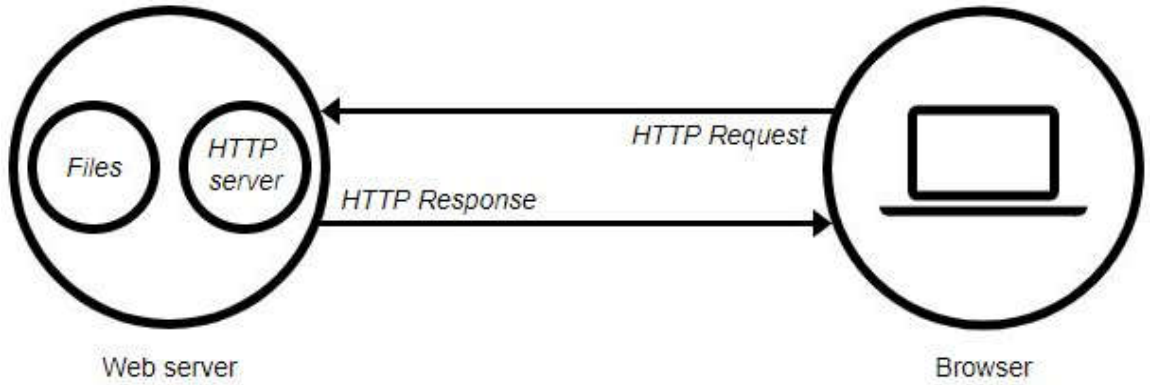 Files
HTTP
server
HTTP Request
HTTP Response
Web server
Browser